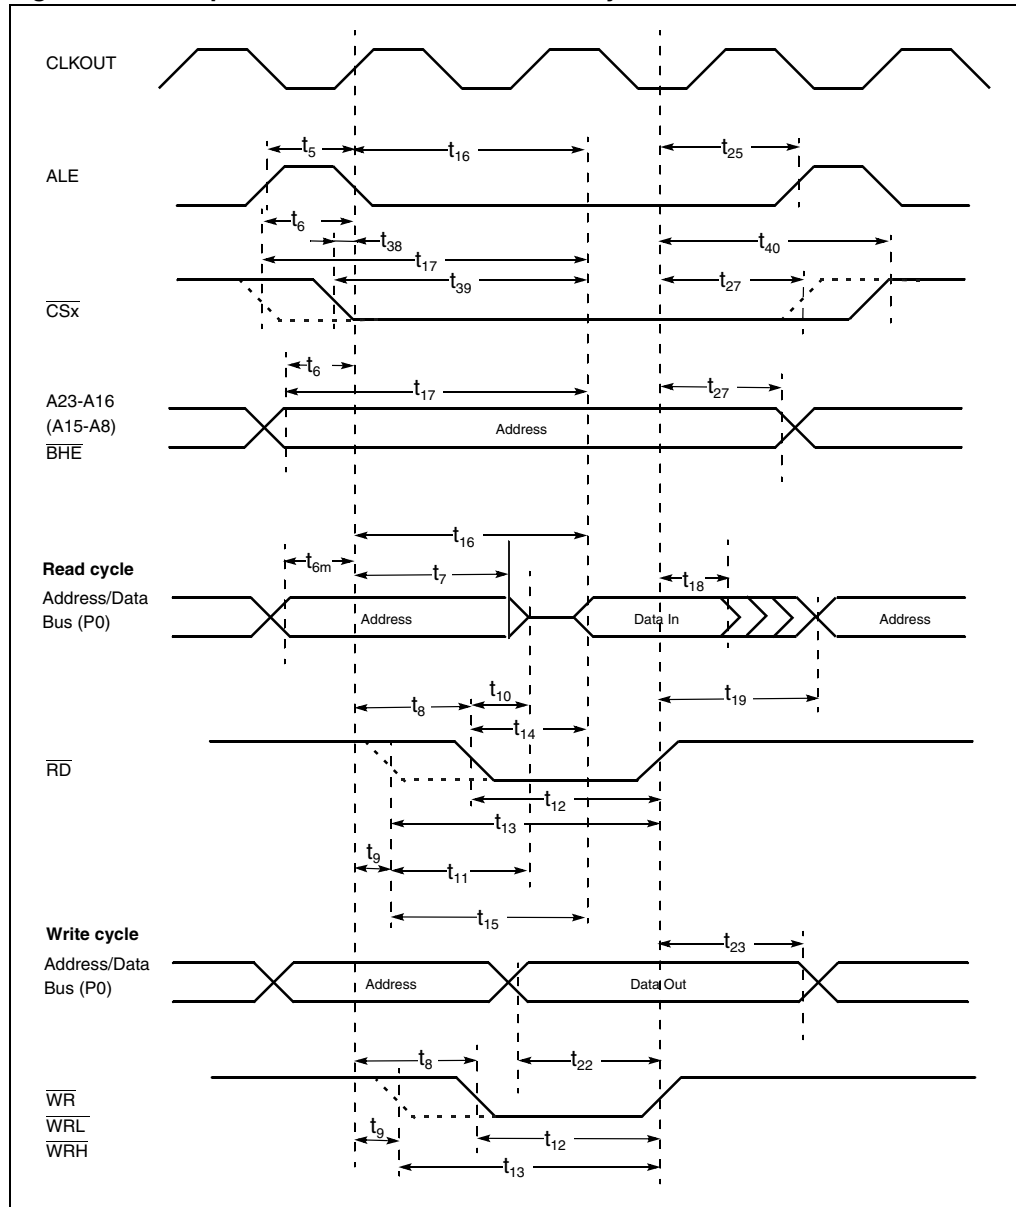 CLKOUT
t5
t16
t25
ALE
t6
t38
t40
t17
t39
t27
CSx
t6
t17
t27
A23-A16
(A15-A8)
Address
BHE
t16
t6m
t7
t18
Read cycle
Address/Data
Bus (P0)
Address
Data In
Address
t8
t10
t19
t14
RD
t12
t13
t9
t11
t15
Write cycle
t23
Address/Data
Bus (P0)
Address
Data Out
t8
t22
WR
WRL
WRH
t9
t12
t13